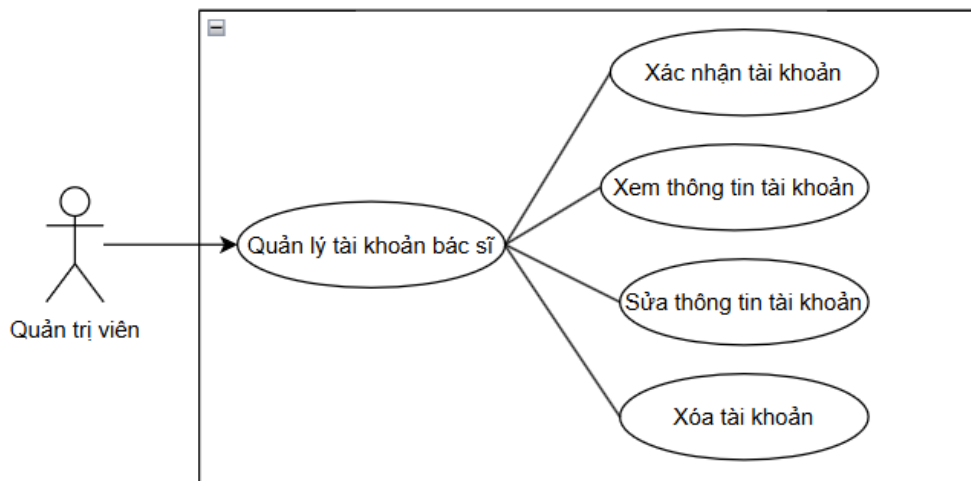 Xác nhận tài khoản
Xem thông tin tài khoản
Quản lý tài khoản bác sĩ
Sửa thông tin tài khoản
Quản trị viên
Xóa tài khoản